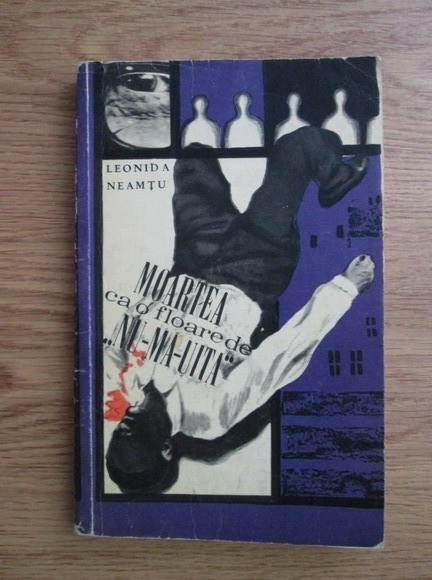 LEONIDA
NEAMȚU
MOARTEA
ca o floare de
„NU-MĂ-UITA"